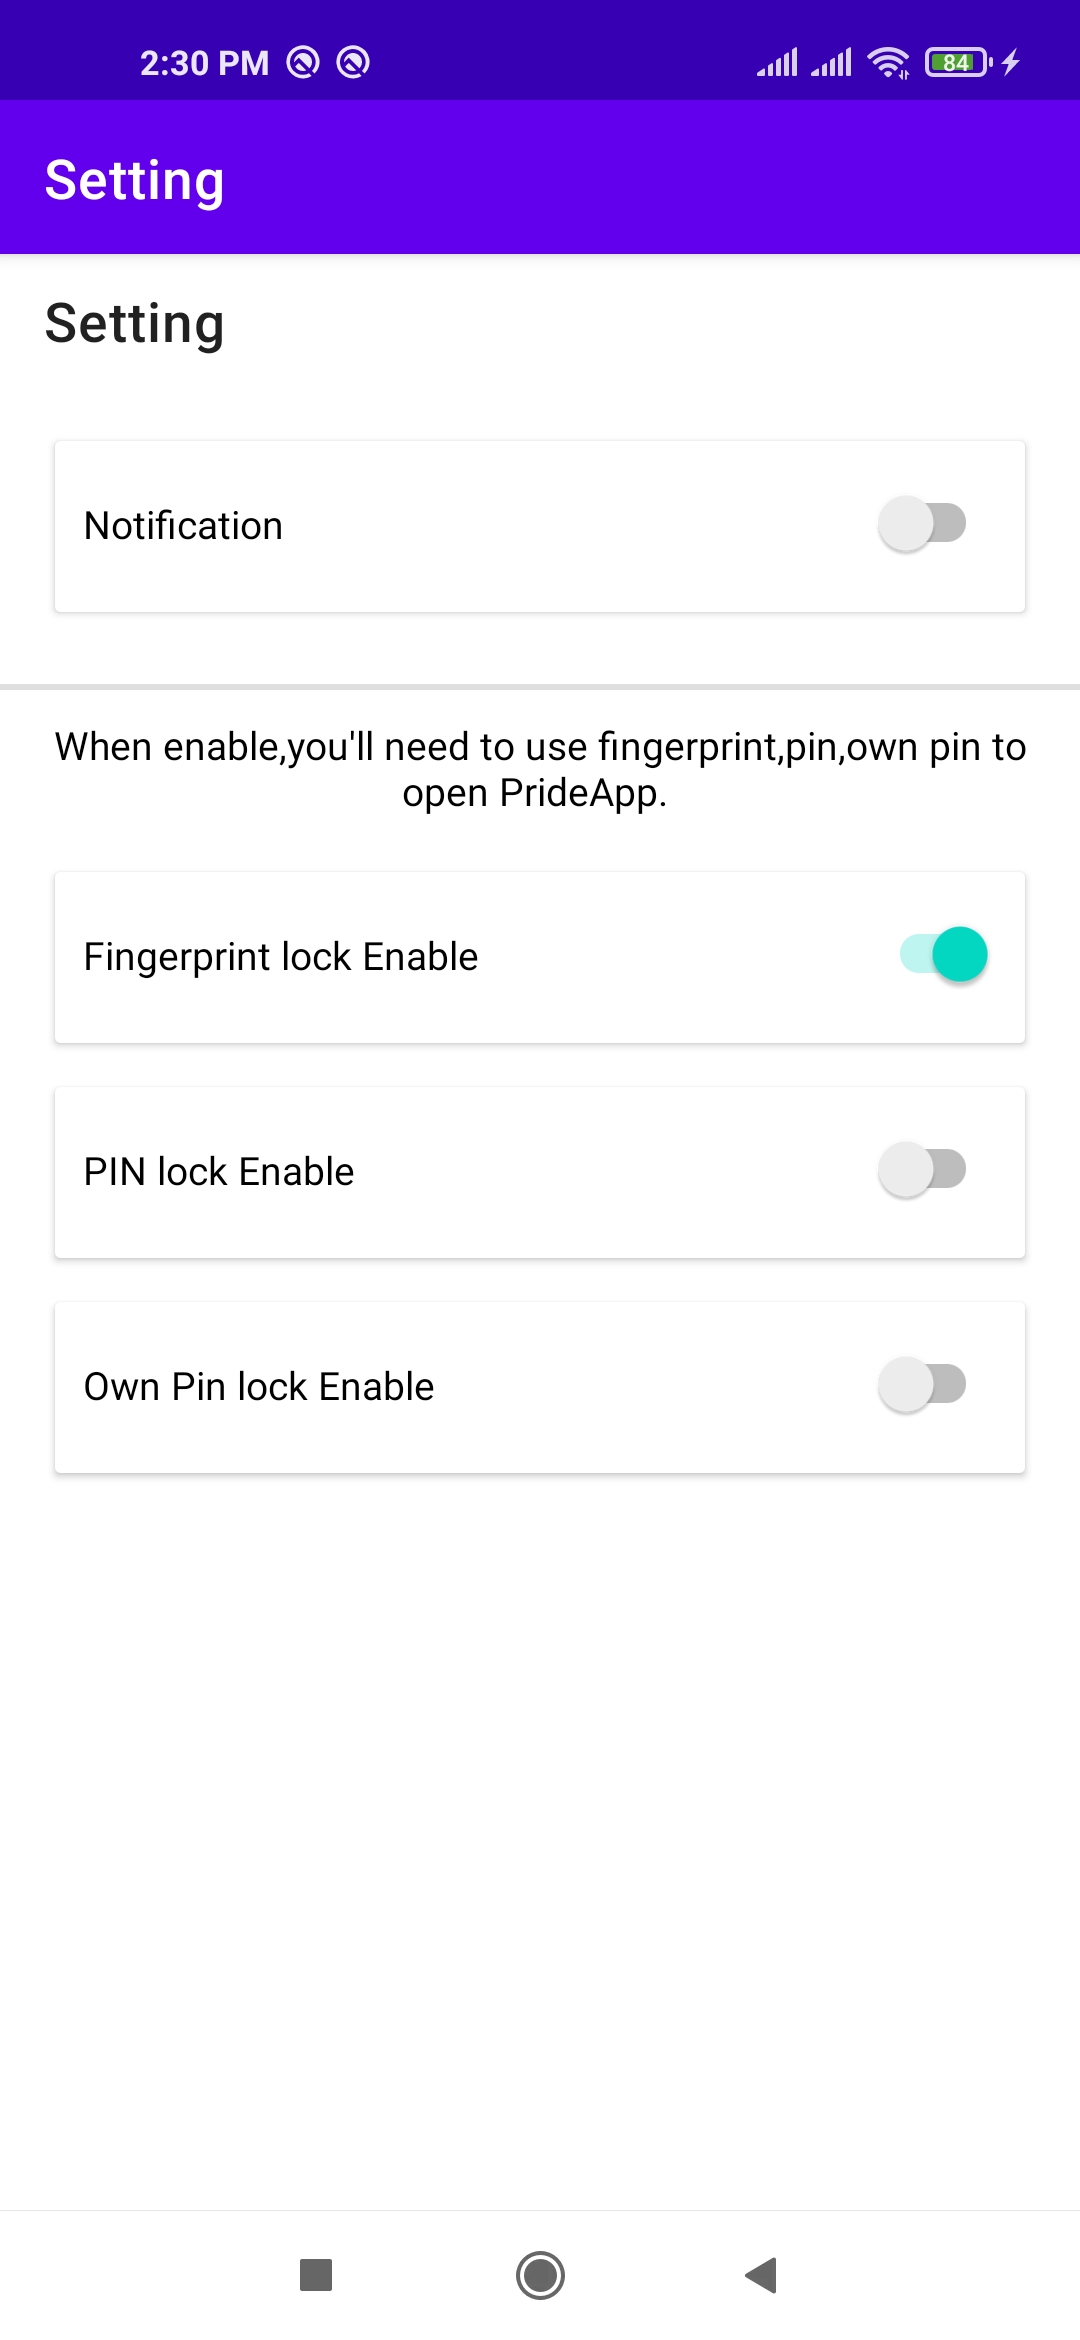 2:30 PM 84
Setting
Setting
Notification
When enable,you'll need to use fingerprint,pin,own pin to
open PrideApp.
Fingerprint lock Enable
PIN lock Enable
Own Pin lock Enable